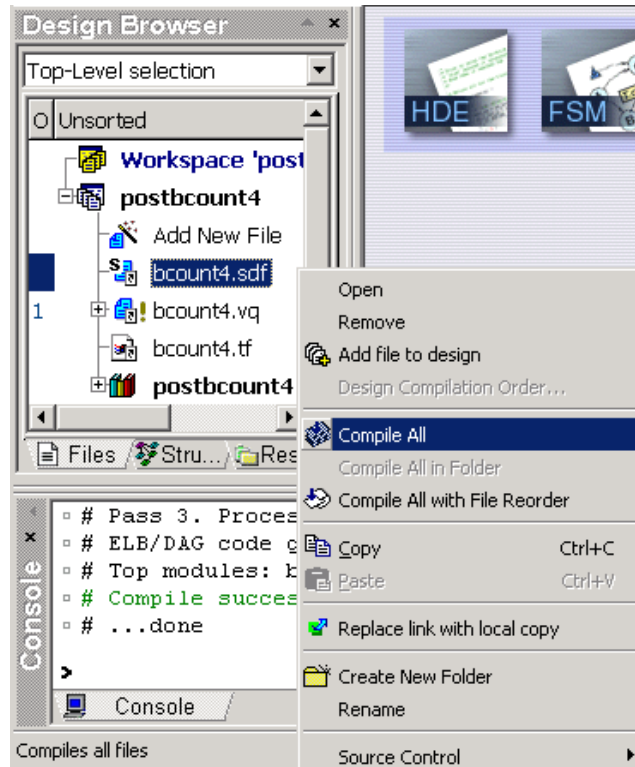 Design Browser
Top-Level selection
HDE
FSM
O Unsorted
Workspace 'post
postbcount4
Add New File
bcount4.sdf
1 bcount4.vq
bcount4.tf
postbcount4
Files Stru... Res
Open
Remove
Add file to design
Design Compilation Order...
Compile All
Compile All in Folder
Compile All with File Reorder
Copy Ctrl+C
Paste Ctrl+V
Replace link with local copy
Create New Folder
Rename
Source Control
Console
# Pass 3. Proces
# ELB/DAG code g
# Top modules: b
# Compile succes
# ...done
>
Console
Compiles all files